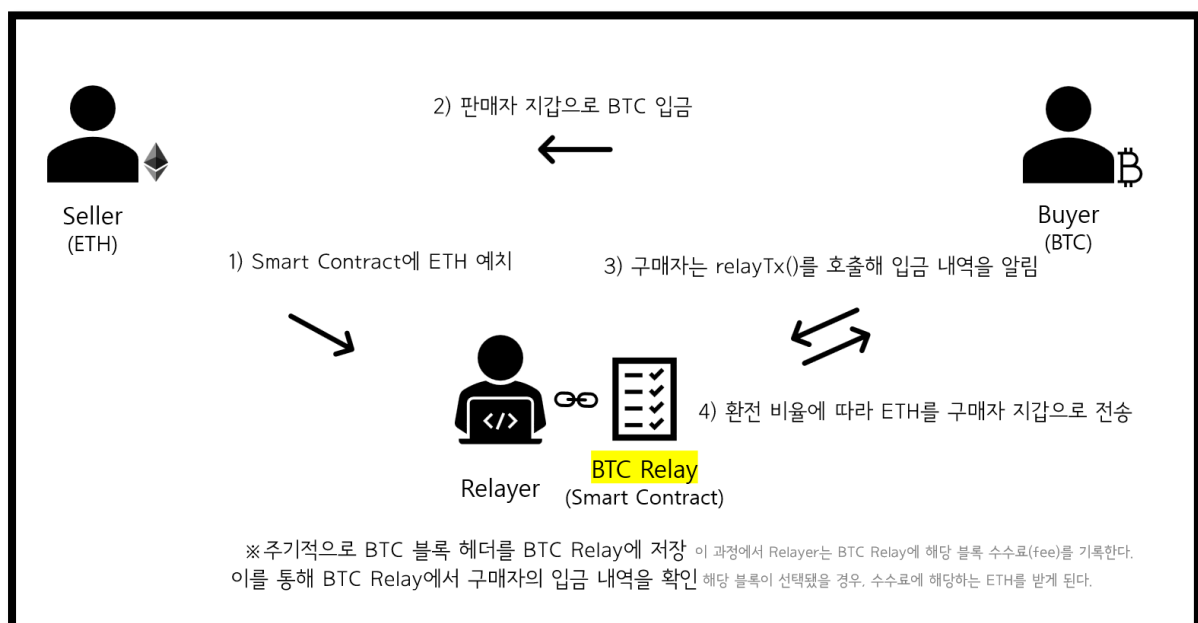 2) 판매자 지갑으로 BTC 입금
Seller
(ETH)
Buyer
(BTC)
1) Smart Contract에 ETH 예치
3) 구매자는 relayTx()를 호출해 입금 내역을 알림
</>
4) 환전 비율에 따라 ETH를 구매자 지갑으로 전송
Relayer
BTC Relay
(Smart Contract)
※주기적으로 BTC 블록 헤더를 BTC Relay에 저장 이 과정에서 Relayer는 BTC Relay에 해당 블록 수수료(fee)를 기록한다.
이를 통해 BTC Relay에서 구매자의 입금 내역을 확인 해당 블록이 선택됐을 경우, 수수료에 해당하는 ETH를 받게 된다.